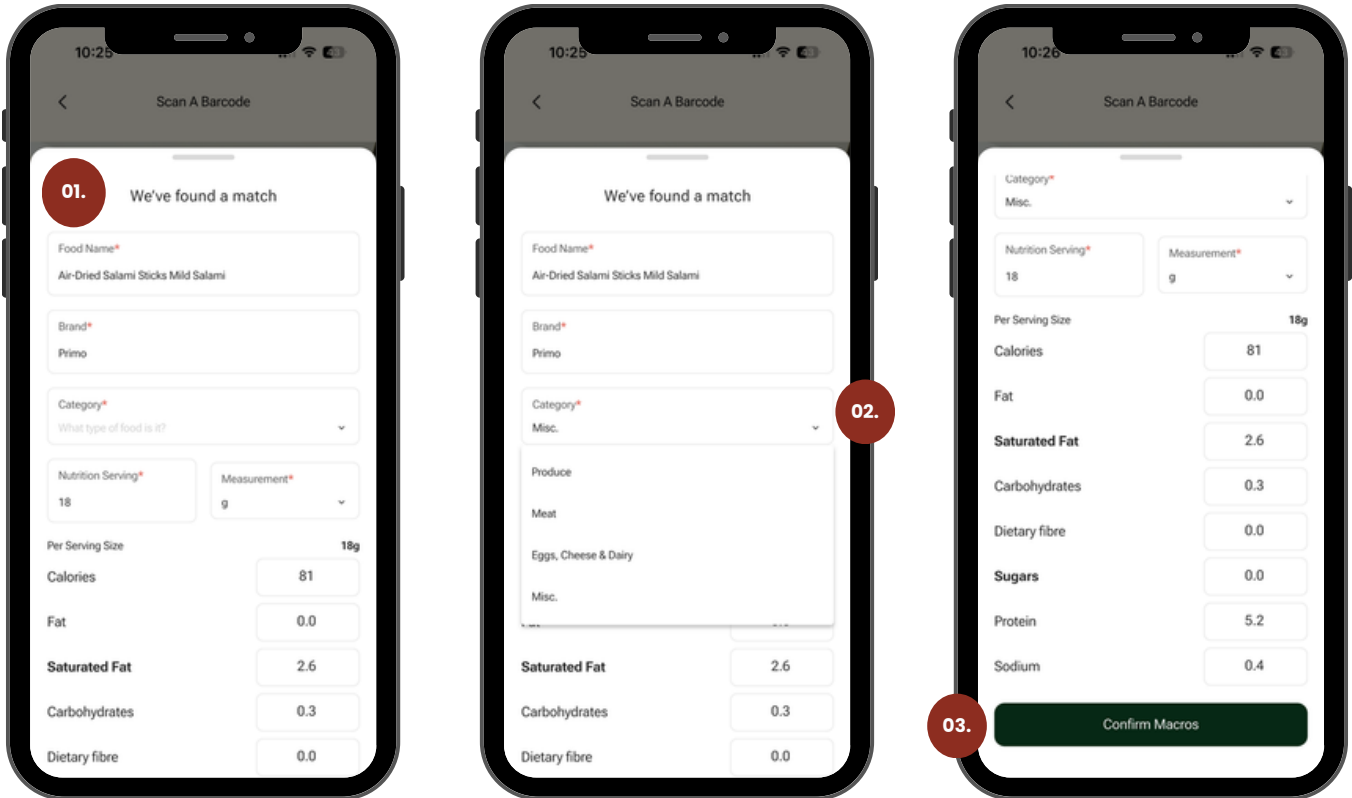 10:25
Scan A Barcode
01.
We've found a match
Food Name*
Air-Dried Salami Sticks Mild Salami
Brand*
Primo
Category*
What type of food is it?
Nutrition Serving*
18
Measurement*
g
Per Serving Size 18g
Calories 81
Fat 0.0
Saturated Fat 2.6
Carbohydrates 0.3
Dietary fibre 0.0
10:25
Scan A Barcode
We've found a match
Food Name*
Air-Dried Salami Sticks Mild Salami
Brand*
Primo
02.
Category*
Misc.
Produce
Meat
Eggs, Cheese & Dairy
Misc.
Saturated Fat 2.6
Carbohydrates 0.3
Dietary fibre 0.0
10:26
Scan A Barcode
Category*
Misc.
Nutrition Serving*
18
Measurement*
g
Per Serving Size 18g
Calories 81
Fat 0.0
Saturated Fat 2.6
Carbohydrates 0.3
Dietary fibre 0.0
Sugars 0.0
Protein 5.2
Sodium 0.4
03.
Confirm Macros